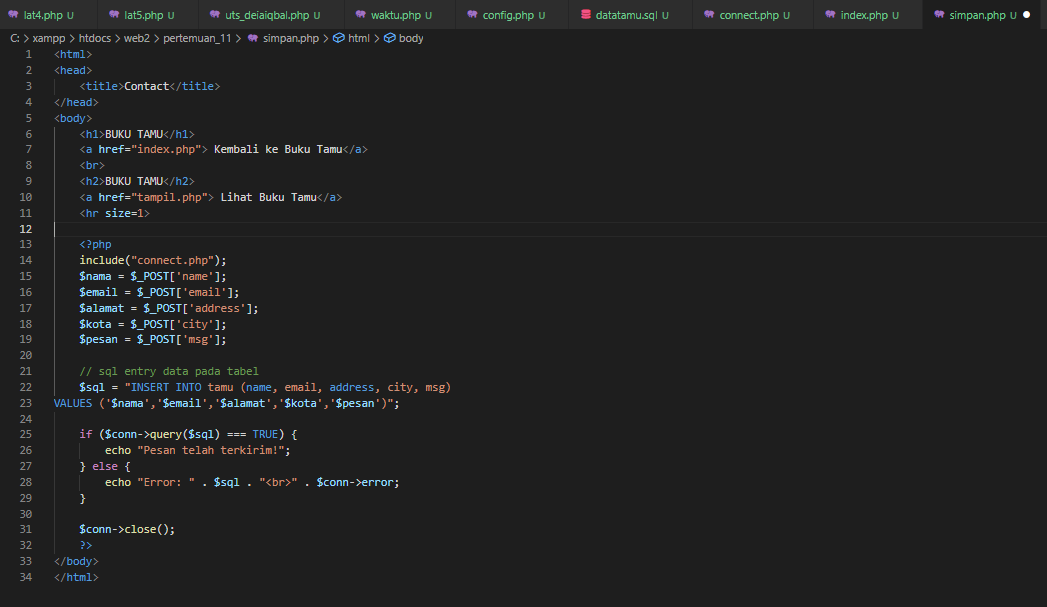 lat4.php U lat5.php U uts_deiaiqbal.php U waktu.php U config.php U datatamu.sql U connect.php U index.php U simpan.php U
C: > xampp > htdocs > web2 > pertemuan_11 > simpan.php > html > body
1 <html>
2 <head>
3 <title>Contact</title>
4 </head>
5 <body>
6 <h1>BUKU TAMU</h1>
7 <a href="index.php"> Kembali ke Buku Tamu</a>
8 <br>
9 <h2>BUKU TAMU</h2>
10 <a href="tampil.php"> Lihat Buku Tamu</a>
11 <hr size=1>
12
13 <?php
14 include("connect.php");
15 $nama = $_POST['name'];
16 $email = $_POST['email'];
17 $alamat = $_POST['address'];
18 $kota = $_POST['city'];
19 $pesan = $_POST['msg'];
20
21 // sql entry data pada tabel
22 $sql = "INSERT INTO tamu (name, email, address, city, msg)
23 VALUES ('$nama','$email','$alamat','$kota','$pesan')";
24
25 if ($conn->query($sql) === TRUE) {
26 echo "Pesan telah terkirim!";
27 } else {
28 echo "Error: " . $sql . "<br>" . $conn->error;
29 }
30
31 $conn->close();
32 ?>
33 </body>
34 </html>